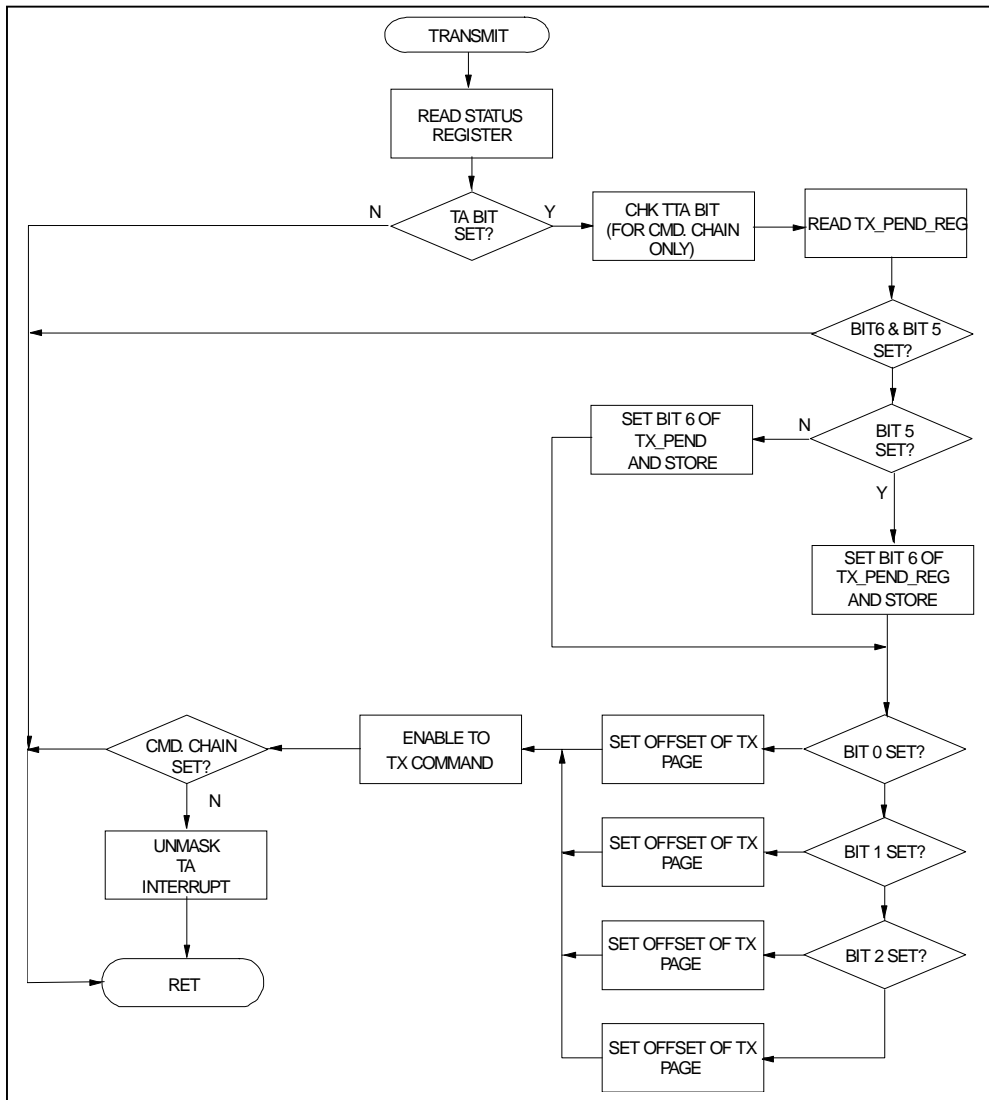 TRANSMIT
READ STATUS
REGISTER
TA BIT
SET?
N
Y
CHK TTA BIT
(FOR CMD. CHAIN
ONLY)
READ TX_PEND_REG
BIT6 & BIT 5
SET?
BIT 5
SET?
N
Y
SET BIT 6 OF
TX_PEND
AND STORE
SET BIT 6 OF
TX_PEND_REG
AND STORE
BIT 0 SET?
SET OFFSET OF TX
PAGE
ENABLE TO
TX COMMAND
CMD. CHAIN
SET?
N
UNMASK
TA
INTERRUPT
RET
BIT 1 SET?
SET OFFSET OF TX
PAGE
BIT 2 SET?
SET OFFSET OF TX
PAGE
SET OFFSET OF TX
PAGE